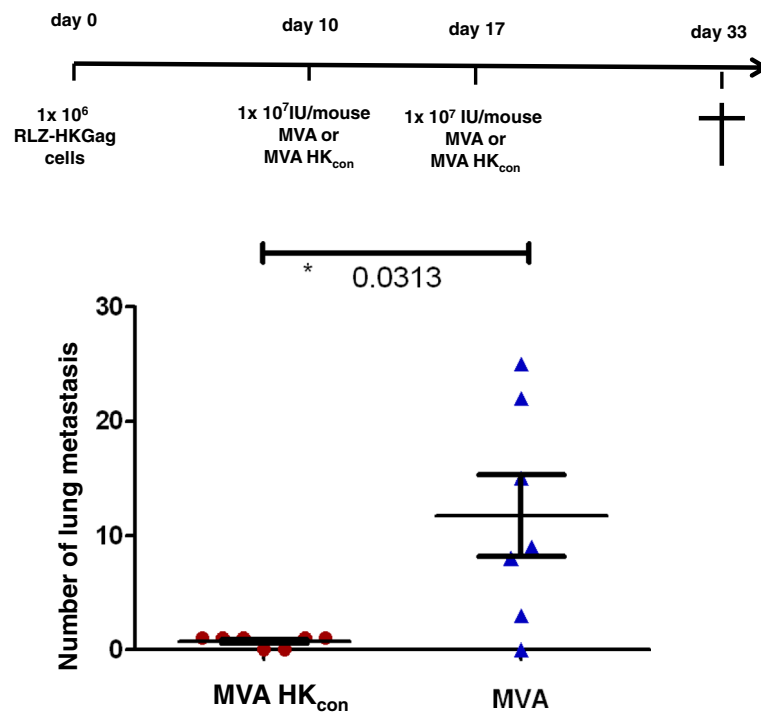 day 0
day 10
day 17
day 33
1x 10⁶
RLZ-HKGag
cells
1x 10⁷IU/mouse
MVA or
MVA HKcon
1x 10⁷ IU/mouse
MVA or
MVA HKcon
* 0.0313
Number of lung metastasis
30
20
10
0
MVA HKcon
MVA